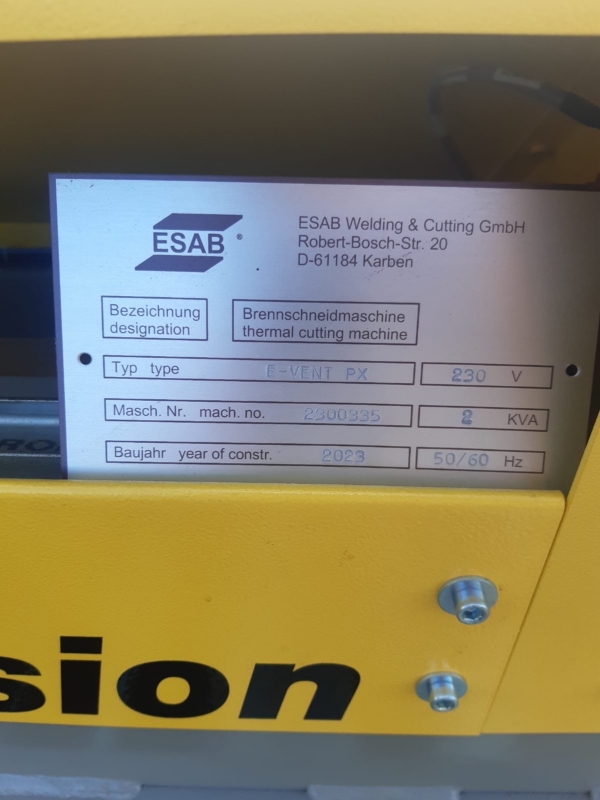 ESAB ®
ESAB Welding & Cutting GmbH
Robert-Bosch-Str. 20
D-61184 Karben
Bezeichnung
designation
Brennschneidmaschine
thermal cutting machine
Typ type E-VENT PX 230 V
Masch. Nr. mach. no. 2300335 2 KVA
Baujahr year of constr. 2023 50/60 Hz
sion